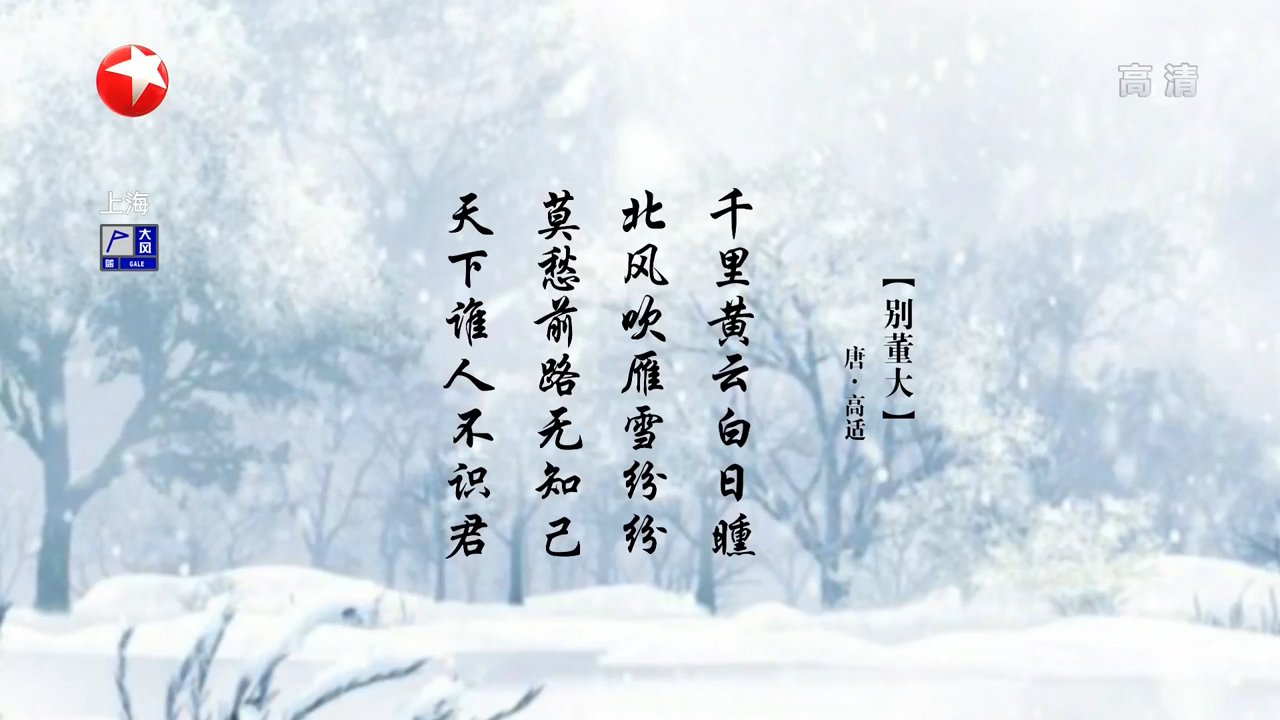 高清
上海
大风
蓝 GALE
【别董大】
唐·高适
千里黄云白日曛
北风吹雁雪纷纷
莫愁前路无知己
天下谁人不识君